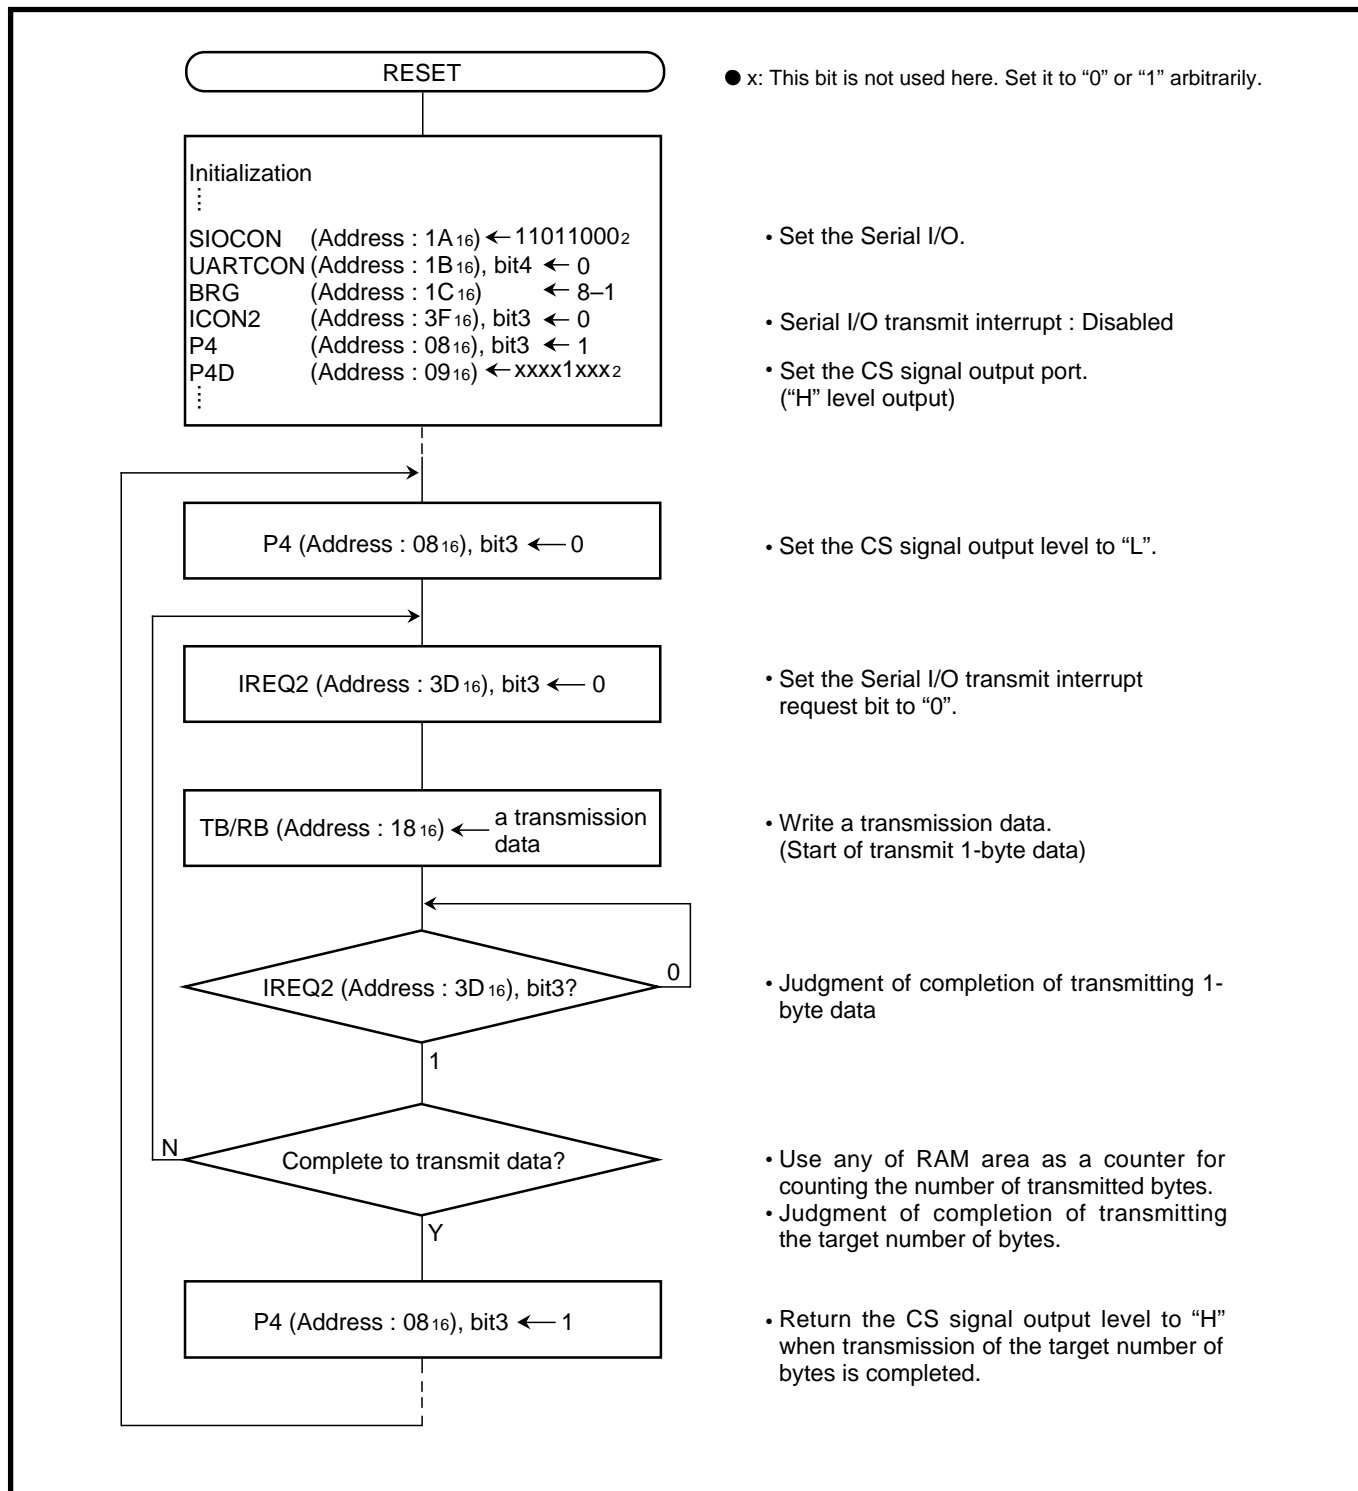 RESET
● x: This bit is not used here. Set it to “0” or “1” arbitrarily.
Initialization
SIOCON (Address : 1A16) ← 110110002
UARTCON (Address : 1B16), bit4 ← 0
BRG (Address : 1C16) ← 8–1
ICON2 (Address : 3F16), bit3 ← 0
P4 (Address : 0816), bit3 ← 1
P4D (Address : 0916) ← xxxx1xxx2
• Set the Serial I/O.
• Serial I/O transmit interrupt : Disabled
• Set the CS signal output port.
(“H” level output)
P4 (Address : 0816), bit3 ← 0
• Set the CS signal output level to “L”.
IREQ2 (Address : 3D16), bit3 ← 0
• Set the Serial I/O transmit interrupt
request bit to “0”.
TB/RB (Address : 1816) ← a transmission
data
• Write a transmission data.
(Start of transmit 1-byte data)
IREQ2 (Address : 3D16), bit3?
0
1
• Judgment of completion of transmitting 1-
byte data
Complete to transmit data?
N
Y
• Use any of RAM area as a counter for
counting the number of transmitted bytes.
• Judgment of completion of transmitting
the target number of bytes.
P4 (Address : 0816), bit3 ← 1
• Return the CS signal output level to “H”
when transmission of the target number of
bytes is completed.